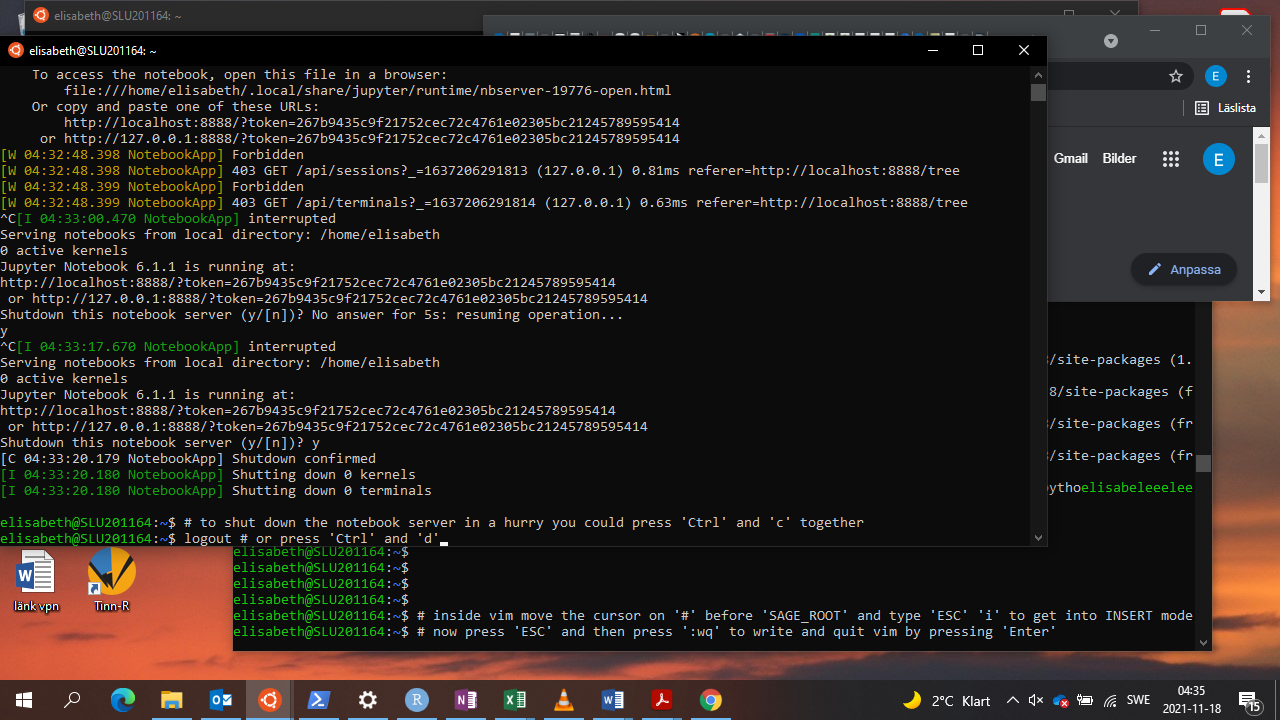 elisabeth@SLU201164: ~
elisabeth@SLU201164: ~
To access the notebook, open this file in a browser:
file:///home/elisabeth/.local/share/jupyter/runtime/nbserver-19776-open.html
Or copy and paste one of these URLs:
http://localhost:8888/?token=267b9435c9f21752cec72c4761e02305bc21245789595414
or http://127.0.0.1:8888/?token=267b9435c9f21752cec72c4761e02305bc21245789595414
[W 04:32:48.398 NotebookApp] Forbidden
[W 04:32:48.398 NotebookApp] 403 GET /api/sessions?_=1637206291813 (127.0.0.1) 0.81ms referer=http://localhost:8888/tree
[W 04:32:48.399 NotebookApp] Forbidden
[W 04:32:48.399 NotebookApp] 403 GET /api/terminals?_=1637206291814 (127.0.0.1) 0.63ms referer=http://localhost:8888/tree
^C[I 04:33:00.470 NotebookApp] interrupted
Serving notebooks from local directory: /home/elisabeth
0 active kernels
Jupyter Notebook 6.1.1 is running at:
http://localhost:8888/?token=267b9435c9f21752cec72c4761e02305bc21245789595414
or http://127.0.0.1:8888/?token=267b9435c9f21752cec72c4761e02305bc21245789595414
Shutdown this notebook server (y/[n])? No answer for 5s: resuming operation...
y
^C[I 04:33:17.670 NotebookApp] interrupted
Serving notebooks from local directory: /home/elisabeth
0 active kernels
Jupyter Notebook 6.1.1 is running at:
http://localhost:8888/?token=267b9435c9f21752cec72c4761e02305bc21245789595414
or http://127.0.0.1:8888/?token=267b9435c9f21752cec72c4761e02305bc21245789595414
Shutdown this notebook server (y/[n])? y
[C 04:33:20.179 NotebookApp] Shutdown confirmed
[I 04:33:20.180 NotebookApp] Shutting down 0 kernels
[I 04:33:20.180 NotebookApp] Shutting down 0 terminals
elisabeth@SLU201164:~$ # to shut down the notebook server in a hurry you could press 'Ctrl' and 'c' together
elisabeth@SLU201164:~$ logout # or press 'Ctrl' and 'd'
E
Läslista
Gmail Bilder E
Anpassa
/site-packages (1.
8/site-packages (f
/site-packages (fr
/site-packages (fr
ythoelisabeleeelee
elisabeth@SLU201164:~$
elisabeth@SLU201164:~$
elisabeth@SLU201164:~$
elisabeth@SLU201164:~$
elisabeth@SLU201164:~$ # inside vim move the cursor on '#' before 'SAGE_ROOT' and type 'ESC' 'i' to get into INSERT mode
elisabeth@SLU201164:~$ # now press 'ESC' and then press ':wq' to write and quit vim by pressing 'Enter'
länk vpn
Tinn-R
2°C Klart
SWE
04:35
2021-11-18
15